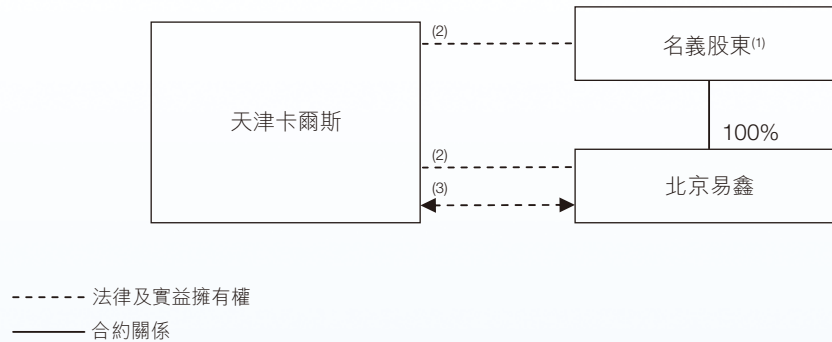 (2)
名義股東(1)
天津卡爾斯
100%
(2)
北京易鑫
(3)
法律及實益擁有權
合約關係